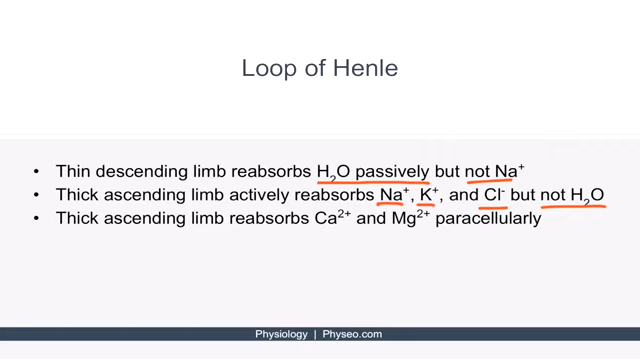 Loop of Henle
• Thin descending limb reabsorbs H₂O passively but not Na⁺
• Thick ascending limb actively reabsorbs Na⁺, K⁺, and Cl⁻ but not H₂O
• Thick ascending limb reabsorbs Ca²⁺ and Mg²⁺ paracellularly
Physiology | Physeo.com